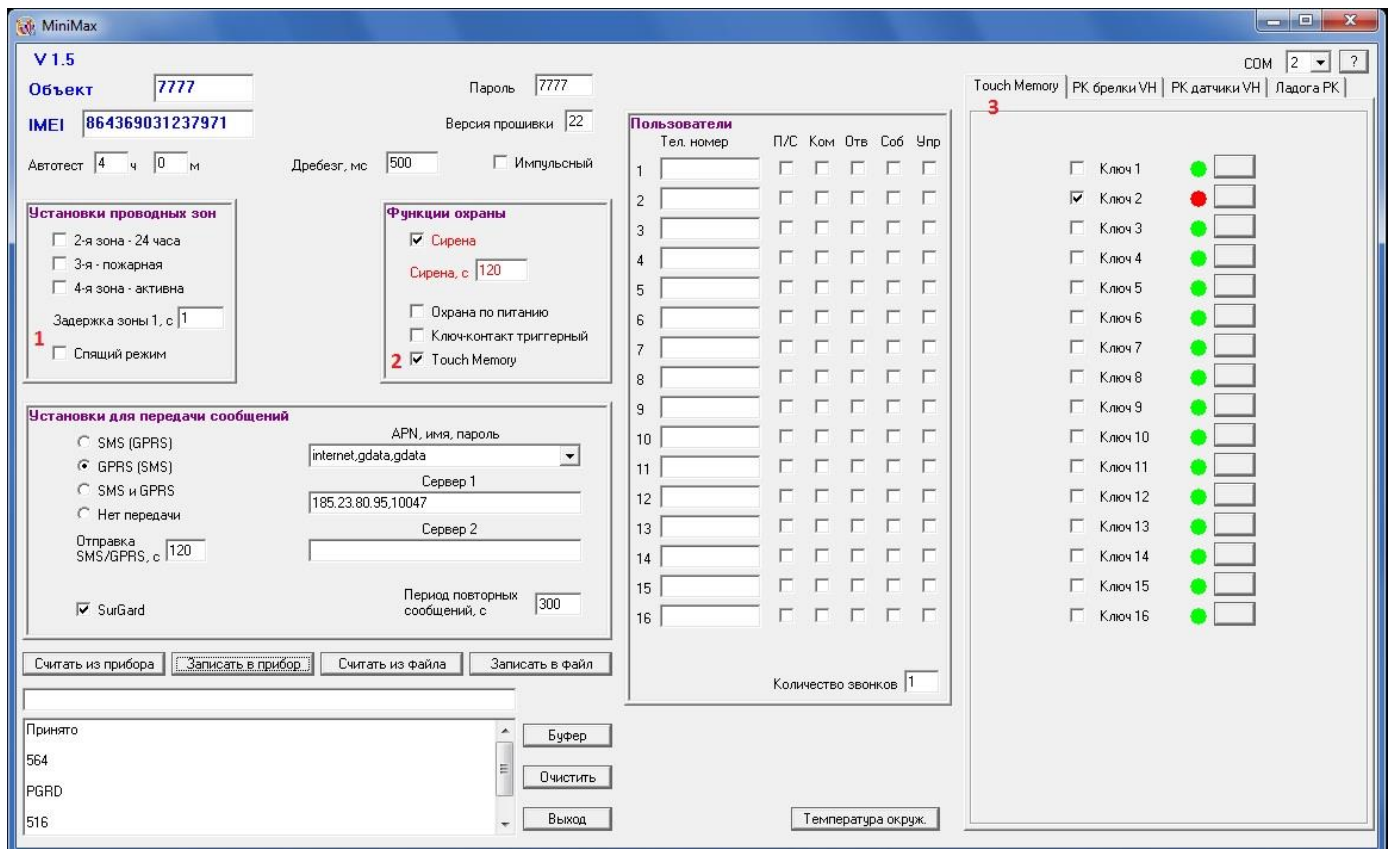 MiniMax
V 1.5
COM 2 ?
Объект 7777
Пароль 7777
IMEI 864369031237971
Версия прошивки 22
Автотест 4 ч 0 м
Дребезг, мс 500
Импульсный
Установки проводных зон
2-я зона - 24 часа
3-я - пожарная
4-я зона - активна
Задержка зоны 1, с 1
1
Спящий режим
Функции охраны
Сирена
Сирена, с 120
Охрана по питанию
Ключ-контакт триггерный
2 Touch Memory
Установки для передачи сообщений
SMS (GPRS)
GPRS (SMS)
SMS и GPRS
Нет передачи
Отправка
SMS/GPRS, с 120
SurGard
APN, имя, пароль
internet,gdata,gdata
Сервер 1
185.23.80.95,10047
Сервер 2
Период повторных
сообщений, с 300
Считать из прибора Записать в прибор Считать из файла Записать в файл
Принято
564
PGRD
516
Буфер
Очистить
Выход
Пользователи
Тел. номер П/С Ком Отв Соб Упр
1
2
3
4
5
6
7
8
9
10
11
12
13
14
15
16
Количество звонков 1
Температура окруж.
Touch Memory РК брелки VH РК датчики VH Ладога РК
3
Ключ 1
Ключ 2
Ключ 3
Ключ 4
Ключ 5
Ключ 6
Ключ 7
Ключ 8
Ключ 9
Ключ 10
Ключ 11
Ключ 12
Ключ 13
Ключ 14
Ключ 15
Ключ 16